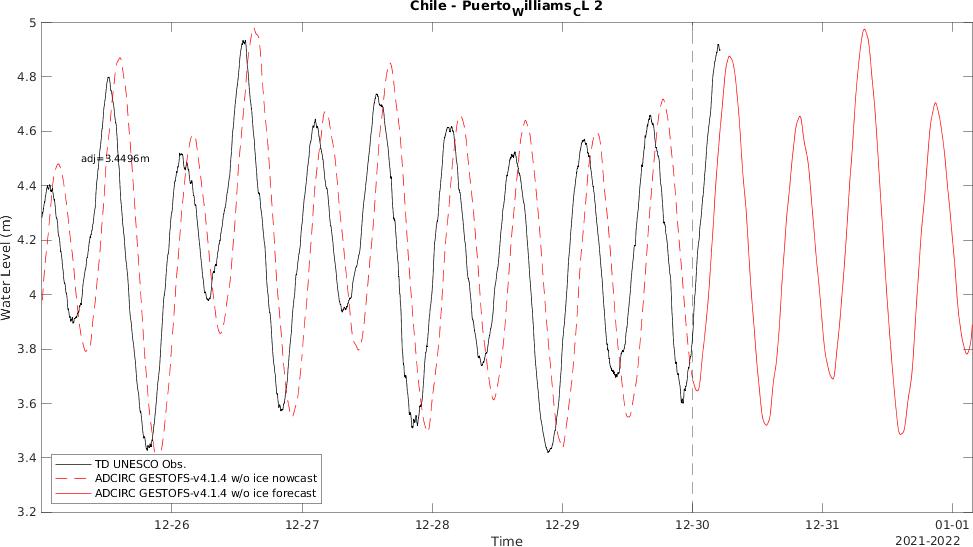 Chile - PuertoWilliamsCL 2
5
4.8
4.6
4.4
4.2
4
3.8
3.6
3.4
3.2
Water Level (m)
adj=3.4496m
TD UNESCO Obs.
ADCIRC GESTOFS-v4.1.4 w/o ice nowcast
ADCIRC GESTOFS-v4.1.4 w/o ice forecast
12-26
12-27
12-28
12-29
12-30
12-31
01-01
Time
2021-2022